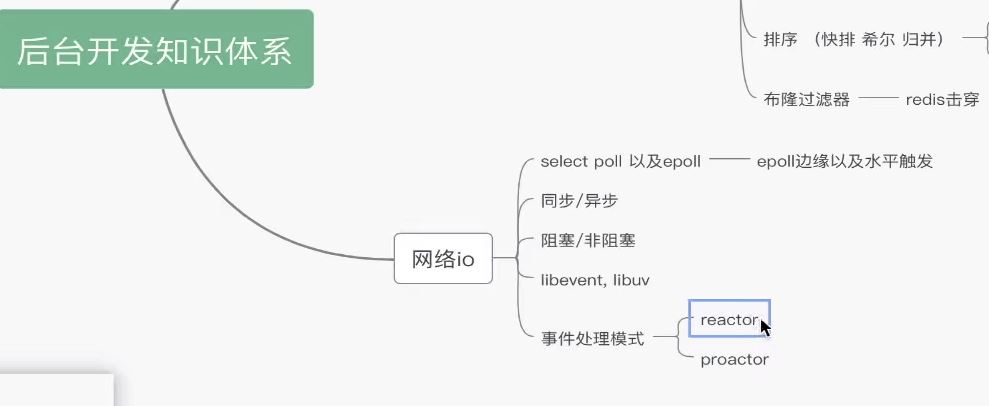 后台开发知识体系
排序 （快排 希尔 归并）
布隆过滤器
redis击穿
网络io
select poll 以及epoll
epoll边缘以及水平触发
同步/异步
阻塞/非阻塞
libevent, libuv
事件处理模式
reactor
proactor